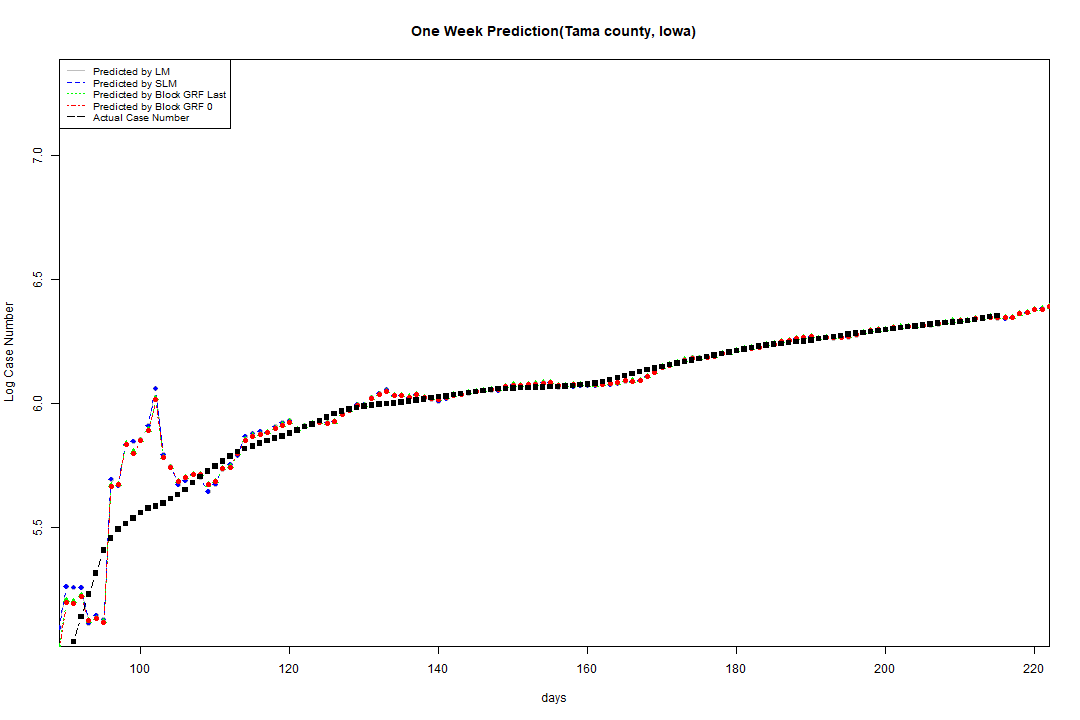 One Week Prediction(Tama county, Iowa)
Predicted by LM
Predicted by SLM
Predicted by Block GRF Last
Predicted by Block GRF 0
Actual Case Number
7.0
6.5
6.0
5.5
Log Case Number
100 120 140 160 180 200 220
days